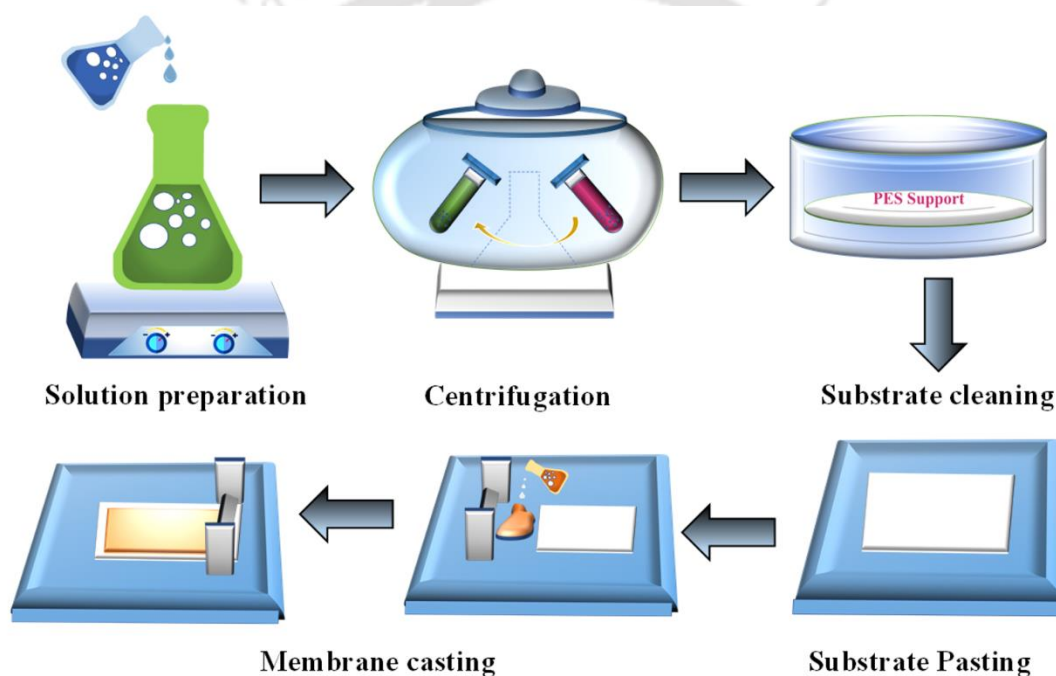 PES Support
Solution preparation
Centrifugation
Substrate cleaning
Membrane casting
Substrate Pasting